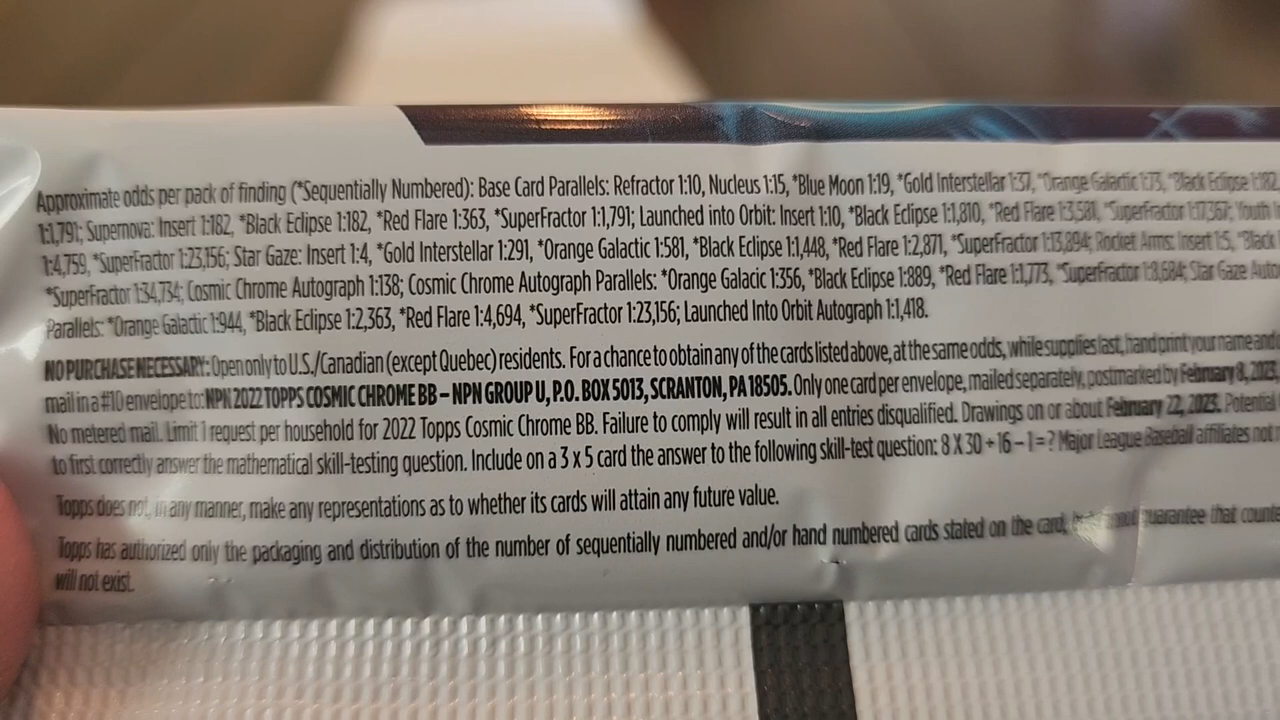 Approximate odds per pack of finding (*Sequentially Numbered): Base Card Parallels: Refractor 1:10, Nucleus 1:15, *Blue Moon 1:19, *Gold Interstellar 1:37, *Orange Galactic 1:73, *Black Eclipse 1:182,
1:1,791; Supernova: Insert 1:182, *Black Eclipse 1:182, *Red Flare 1:363, *SuperFractor 1:1,791; Launched into Orbit: Insert 1:10, *Black Eclipse 1:1,810, *Red Flare 1:3,581, *SuperFractor 1:17,367; Youth
1:4,759, *SuperFractor 1:23,156; Star Gaze: Insert 1:4, *Gold Interstellar 1:291, *Orange Galactic 1:581, *Black Eclipse 1:1,448, *Red Flare 1:2,871, *SuperFractor 1:13,894; Rocket Arms: Insert 1:5, *Black
*SuperFractor 1:34,734; Cosmic Chrome Autograph 1:138; Cosmic Chrome Autograph Parallels: *Orange Galacic 1:356, *Black Eclipse 1:889, *Red Flare 1:1,773, *SuperFractor 1:8,684; Star Gaze Auto
Parallels: *Orange Galactic 1:944, *Black Eclipse 1:2,363, *Red Flare 1:4,694, *SuperFractor 1:23,156; Launched Into Orbit Autograph 1:1,418.
NO PURCHASE NECESSARY: Open only to U.S./Canadian (except Quebec) residents. For a chance to obtain any of the cards listed above, at the same odds, while supplies last, hand print your name and
mail in a #10 envelope to: NPN 2022 TOPPS COSMIC CHROME BB – NPN GROUP U, P.O. BOX 5013, SCRANTON, PA 18505. Only one card per envelope, mailed separately, postmarked by February 8, 2023.
No metered mail. Limit 1 request per household for 2022 Topps Cosmic Chrome BB. Failure to comply will result in all entries disqualified. Drawings on or about February 22, 2023. Potential
to first correctly answer the mathematical skill-testing question. Include on a 3 x 5 card the answer to the following skill-test question: 8 X 30 ÷ 16 – 1 = ? Major League Baseball affiliates not
Topps does not, in any manner, make any representations as to whether its cards will attain any future value.
Topps has authorized only the packaging and distribution of the number of sequentially numbered and/or hand numbered cards stated on the card, guarantee that
will not exist.